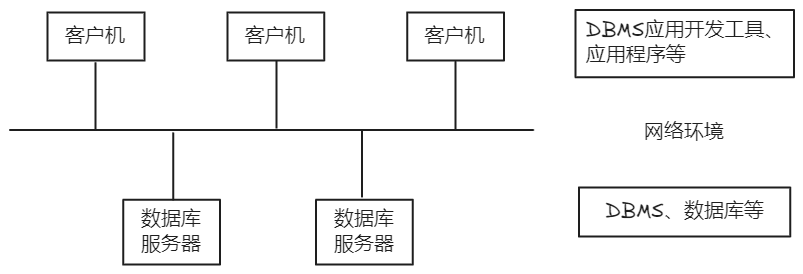 客户机
客户机
客户机
DBMS应用开发工具、
应用程序等
网络环境
数据库
服务器
数据库
服务器
DBMS、数据库等